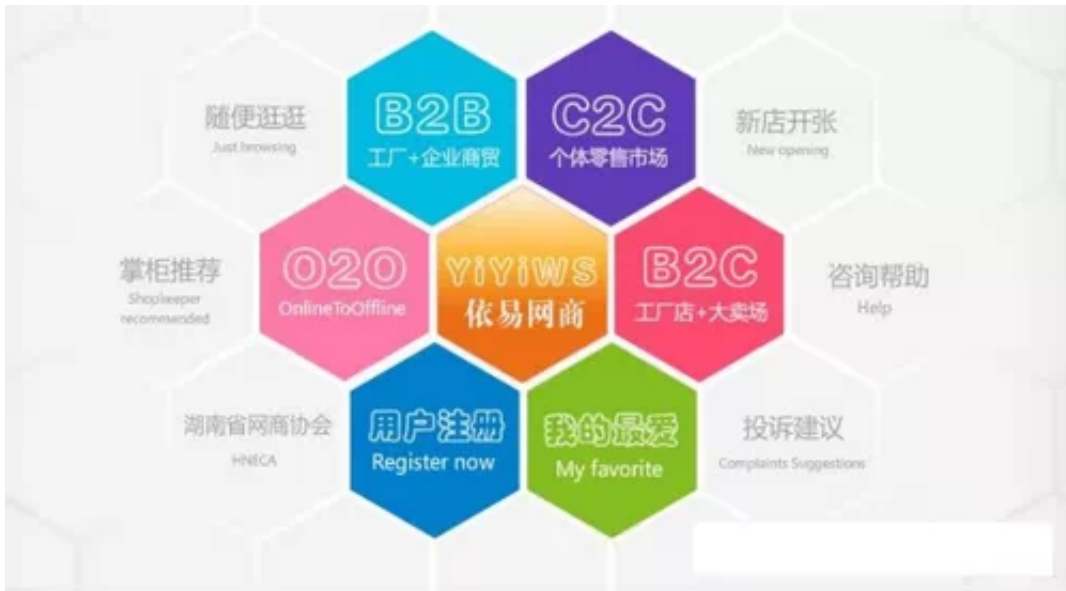 随便逛逛
Just browsing
B2B
工厂+企业商贸
C2C
个体零售市场
新店开张
New opening
掌柜推荐
Shopkeeper
recommended
O2O
OnlineToOffline
YiYiWS
依易网商
B2C
工厂店+大卖场
咨询帮助
Help
湖南省网商协会
HNECA
用户注册
Register now
我的最爱
My favorite
投诉建议
Complaints Suggestions